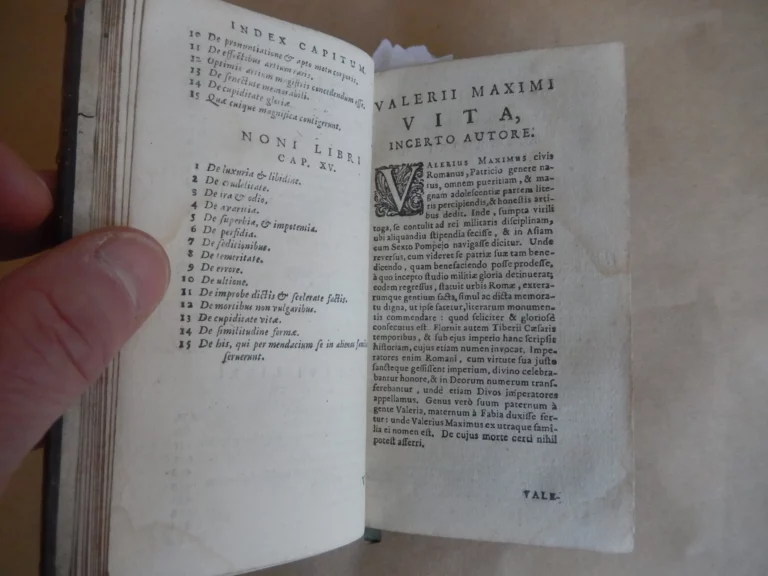 INDEX CAPITUM
10 De pronuntiatione & apto motu corporis.
11 De effectibus artium raris.
12 Optimis artium magistris concedendum esse.
13 De senectute memorabili.
14 De cupiditate gloriæ.
15 Quæ cuique magnifica contigerunt.
NONI LIBRI
CAP. XV.
1 De luxuria & libidine.
2 De crudelitate.
3 De ira & odio.
4 De avaritia.
5 De superbia, & impotentia.
6 De perfidia.
7 De seditionibus.
8 De temeritate.
9 De errore.
10 De ultione.
11 De improbe dictis & scelerate factis.
12 De mortibus non vulgaribus.
13 De cupiditate vitæ.
14 De similitudine formæ.
15 De his, qui per mendacium se in alienas
seruerunt.
VALERII MAXIMI
VITA,
INCERTO AUTORE.
VALERIUS MAXIMUS civis
Romanus, Patricio genere na-
tus, omnem pueritiam, & ma-
gnam adolescentiæ partem lite-
ris percipiendis, & honestis arti-
bus dedit. Inde, sumpta virili
toga, se contulit ad rei militaris disciplinam,
ubi aliquandiu stipendia fecisse, & in Asiam
cum Sexto Pompejo navigasse dicitur. Unde
reversus, cum videret se patriæ suæ tam bene
dicendo, quam benefaciendo posse prodesse,
à quo incepto studio militiæ gloria detinuerat;
eodem regressus, statuit urbis Romæ, extera-
rumque gentium facta, simul ac dicta memora-
tu digna, ut ipse fatetur, literarum monumen-
tis commendare: quod feliciter & gloriosè
consecutus est. Floruit autem Tiberii Cæsaris
temporibus, & sub ejus imperio hanc scripsit
historiam, cujus etiam numen invocat. Impe-
ratores enim Romani, cum virtute sua justè
sancteque gessissent imperium, divino celebra-
bantur honore, & in Deorum numerum trans-
ferebantur, unde etiam Divos imperatores
appellamus. Genus verò suum paternum à
gente Valeria, maternum à Fabia duxisse fer-
tur: unde Valerius Maximus ex utraque fami-
lia ei nomen est. De cujus morte certi nihil
potest asseri.
VALE-